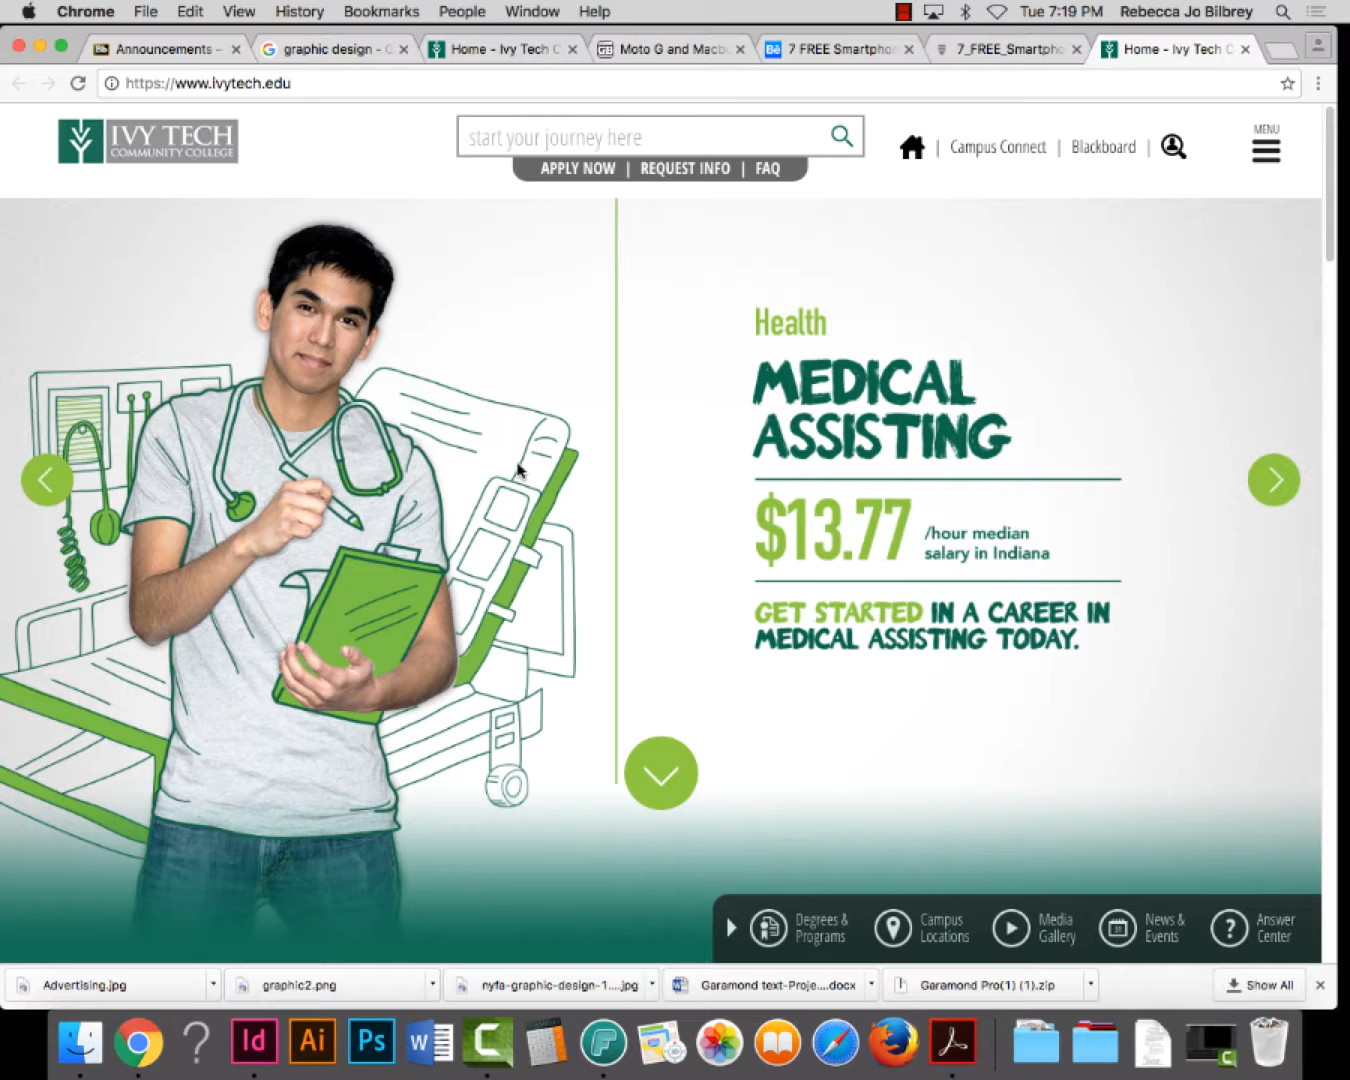 Chrome File Edit View History Bookmarks People Window Help Tue 7:19 PM Rebecca Jo Bilbrey
Announcements –
graphic design - G
Home - Ivy Tech C
Moto G and Macb
7 FREE Smartpho
7_FREE_Smartpho
Home - Ivy Tech C
https://www.ivytech.edu
IVY TECH
COMMUNITY COLLEGE
start your journey here
APPLY NOW | REQUEST INFO | FAQ
Campus Connect | Blackboard |
MENU
Health
MEDICAL
ASSISTING
$13.77
/hour median
salary in Indiana
GET STARTED IN A CAREER IN
MEDICAL ASSISTING TODAY.
Degrees &
Programs
Campus
Locations
Media
Gallery
News &
Events
Answer
Center
Advertising.jpg
graphic2.png
nyfa-graphic-design-1....jpg
Garamond text-Proje....docx
Garamond Pro(1) (1).zip
Show All
Id
Ai
Ps